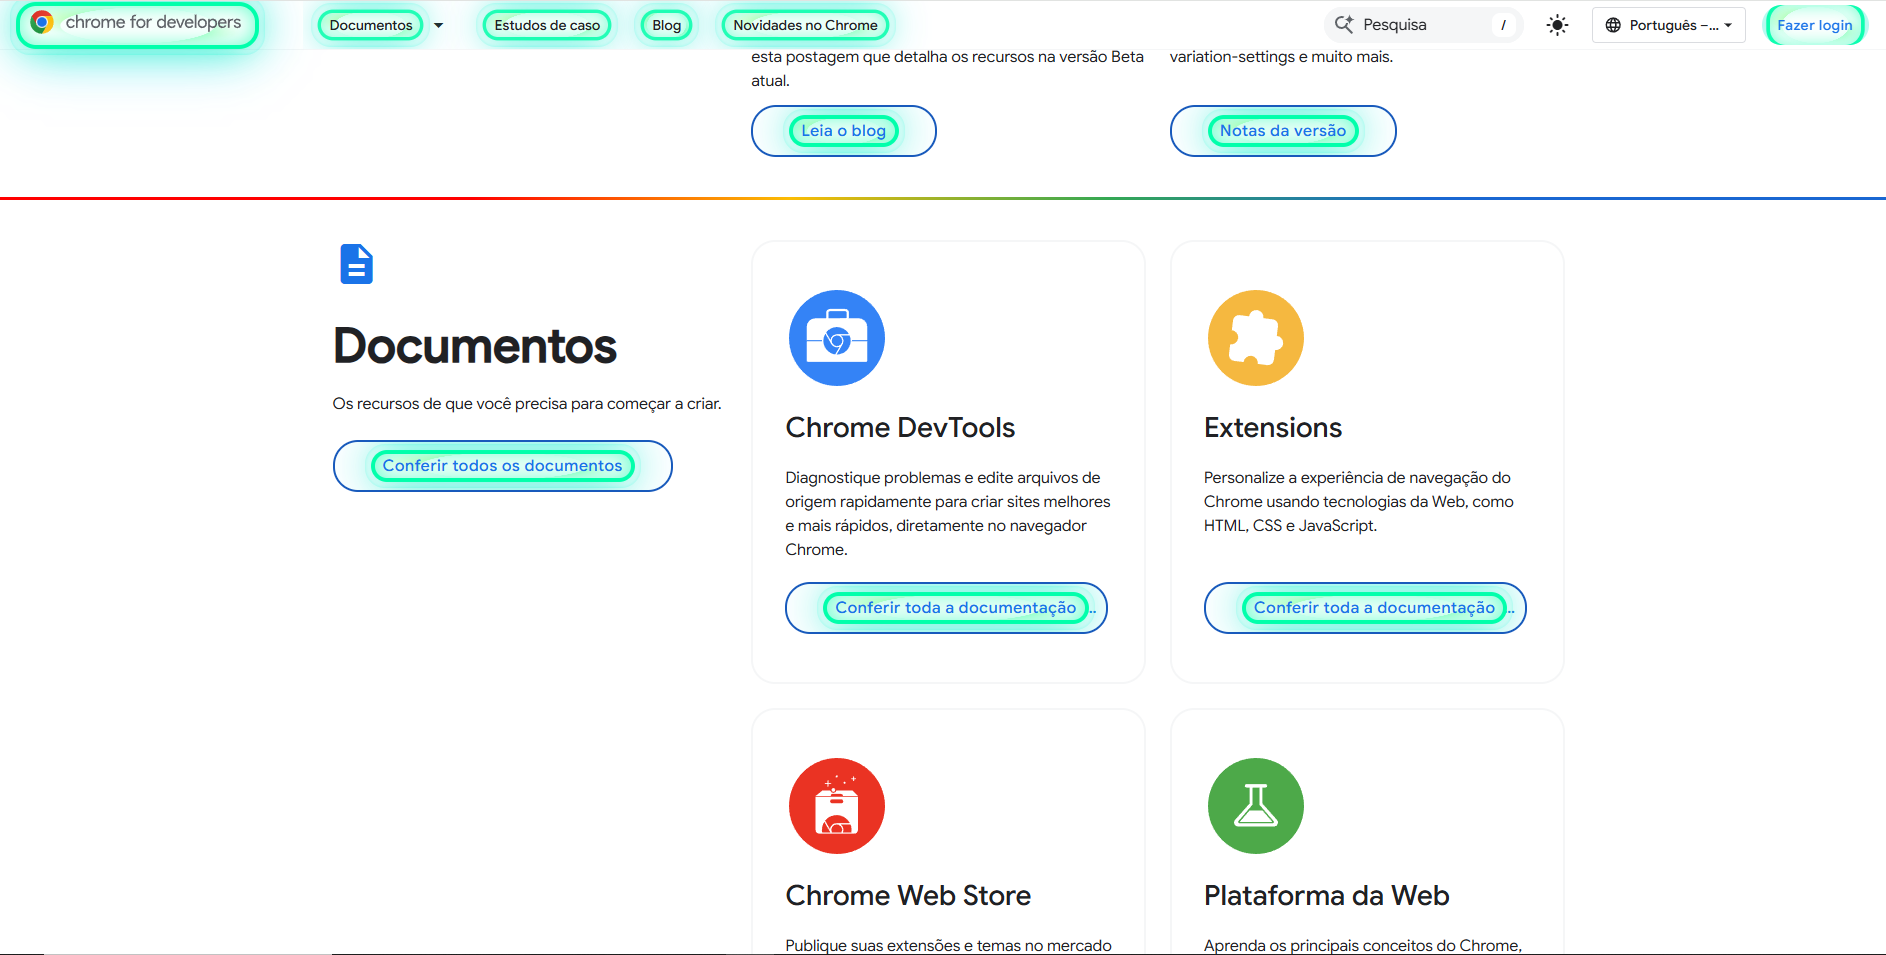 chrome for developers
Documentos
Estudos de caso
Blog
Novidades no Chrome
Pesquisa
/
Português –...
Fazer login
esta postagem que detalha os recursos na versão Beta
atual.
Leia o blog
variation-settings e muito mais.
Notas da versão
Documentos
Os recursos de que você precisa para começar a criar.
Conferir todos os documentos
Chrome DevTools
Diagnostique problemas e edite arquivos de
origem rapidamente para criar sites melhores
e mais rápidos, diretamente no navegador
Chrome.
Conferir toda a documentação ..
Extensions
Personalize a experiência de navegação do
Chrome usando tecnologias da Web, como
HTML, CSS e JavaScript.
Conferir toda a documentação ..
Chrome Web Store
Publique suas extensões e temas no mercado
Plataforma da Web
Aprenda os principais conceitos do Chrome,